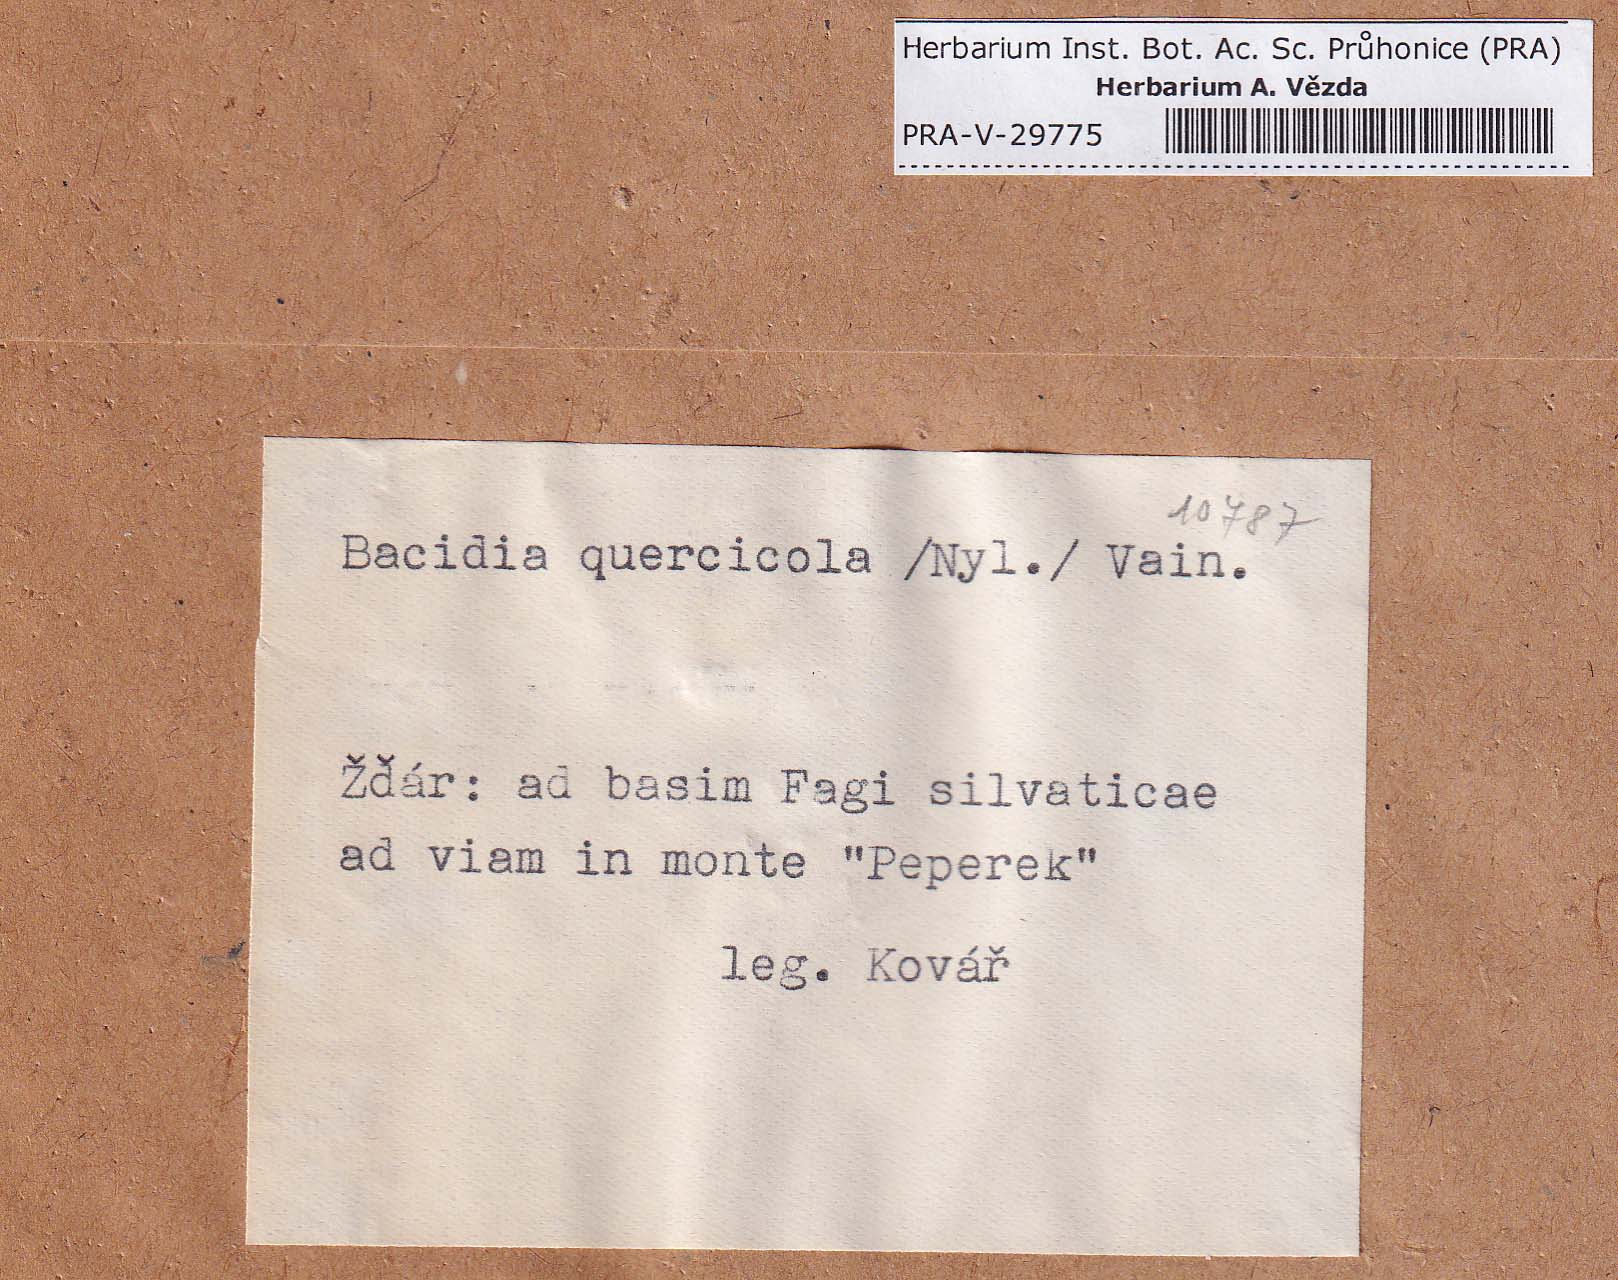 Herbarium Inst. Bot. Ac. Sc. Průhonice (PRA)
Herbarium A. Vězda
PRA-V-29775
10787
Bacidia quercicola /Nyl./ Vain.
Žďár: ad basim Fagi silvaticae
ad viam in monte "Peperek"
leg. Kovář